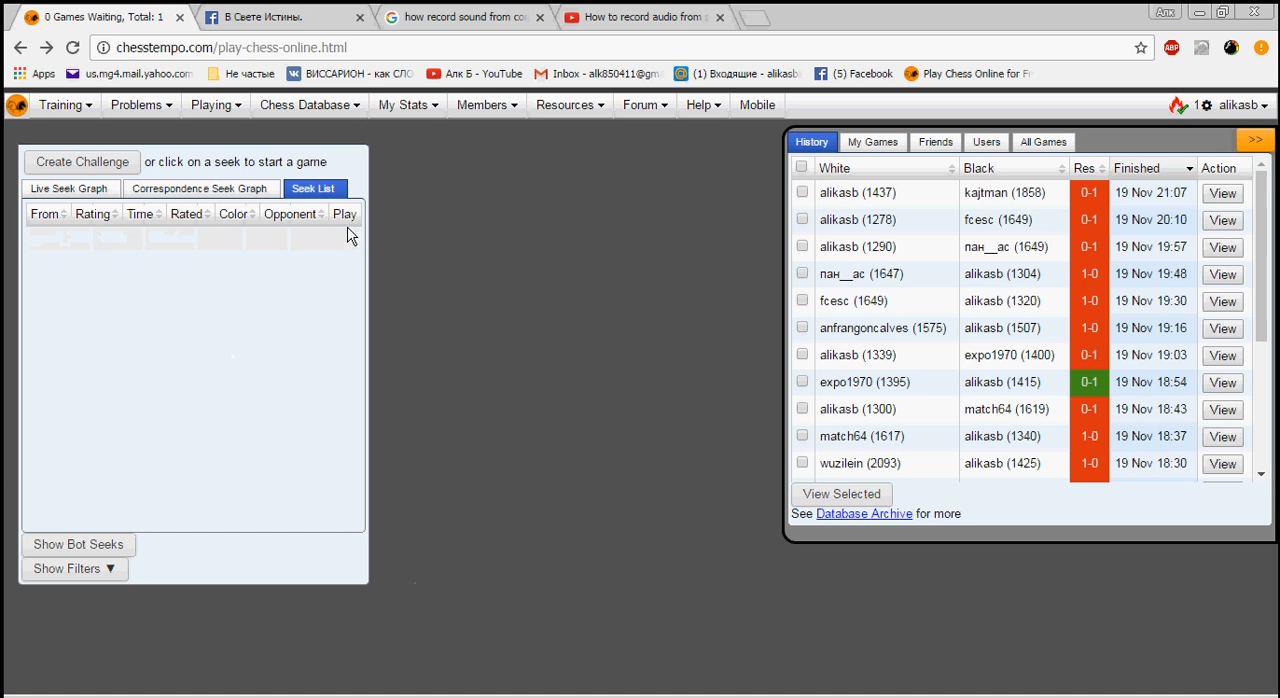 0 Games Waiting, Total: 1
В Свете Истины.
how record sound from co
How to record audio from
Алк
chesstempo.com/play-chess-online.html
ABP
Apps us.mg4.mail.yahoo.com Не частые ВИССАРИОН - как СЛО Алк Б - YouTube Inbox - alk850411@gm (1) Входящие - alikasb (5) Facebook Play Chess Online for Fr
Training Problems Playing Chess Database My Stats Members Resources Forum Help Mobile 1 alikasb
Create Challenge or click on a seek to start a game
Live Seek Graph Correspondence Seek Graph Seek List
From Rating Time Rated Color Opponent Play
Show Bot Seeks
Show Filters ▼
History My Games Friends Users All Games >>
White Black Res Finished Action
alikasb (1437) kajtman (1858) 0-1 19 Nov 21:07 View
alikasb (1278) fcesc (1649) 0-1 19 Nov 20:10 View
alikasb (1290) пан__ас (1649) 0-1 19 Nov 19:57 View
пан__ас (1647) alikasb (1304) 1-0 19 Nov 19:48 View
fcesc (1649) alikasb (1320) 1-0 19 Nov 19:30 View
anfrangoncalves (1575) alikasb (1507) 1-0 19 Nov 19:16 View
alikasb (1339) expo1970 (1400) 0-1 19 Nov 19:03 View
expo1970 (1395) alikasb (1415) 0-1 19 Nov 18:54 View
alikasb (1300) match64 (1619) 0-1 19 Nov 18:43 View
match64 (1617) alikasb (1340) 1-0 19 Nov 18:37 View
wuzilein (2093) alikasb (1425) 1-0 19 Nov 18:30 View
View Selected
See Database Archive for more